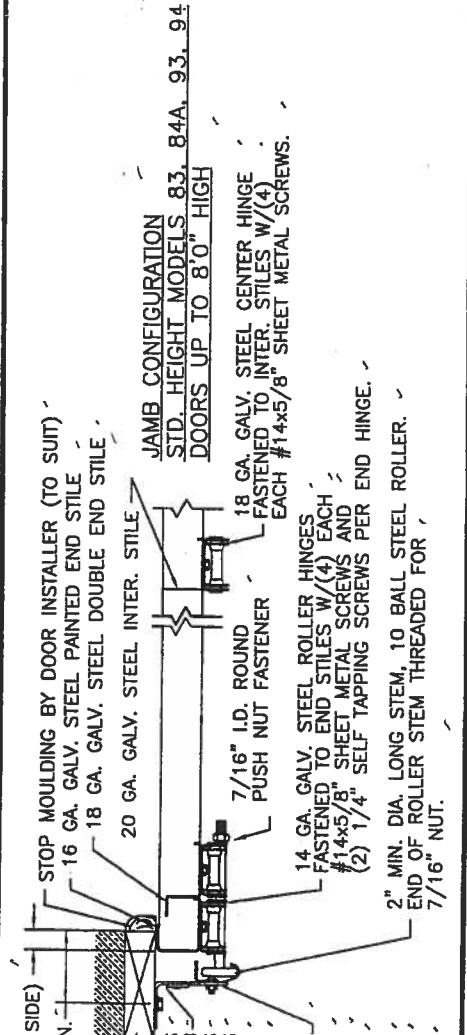 SIDE)
N.
STOP MOULDING BY DOOR INSTALLER (TO SUIT)
16 GA. GALV. STEEL PAINTED END STILE
18 GA. GALV. STEEL DOUBLE END STILE
20 GA. GALV. STEEL INTER. STILE
JAMB CONFIGURATION
STD. HEIGHT MODELS 83, 84A, 93, 94
DOORS UP TO 8'0" HIGH
7/16" I.D. ROUND
PUSH NUT FASTENER
18 GA. GALV. STEEL CENTER HINGE
FASTENED TO INTER. STILES W/(4)
EACH #14x5/8" SHEET METAL SCREWS.
14 GA. GALV. STEEL ROLLER HINGES
FASTENED TO END STILES W/(4) EACH
#14x5/8" SHEET METAL SCREWS AND
(2) 1/4" SELF TAPPING SCREWS PER END HINGE.
2" MIN. DIA. LONG STEM, 10 BALL STEEL ROLLER.
END OF ROLLER STEM THREADED FOR
7/16" NUT.